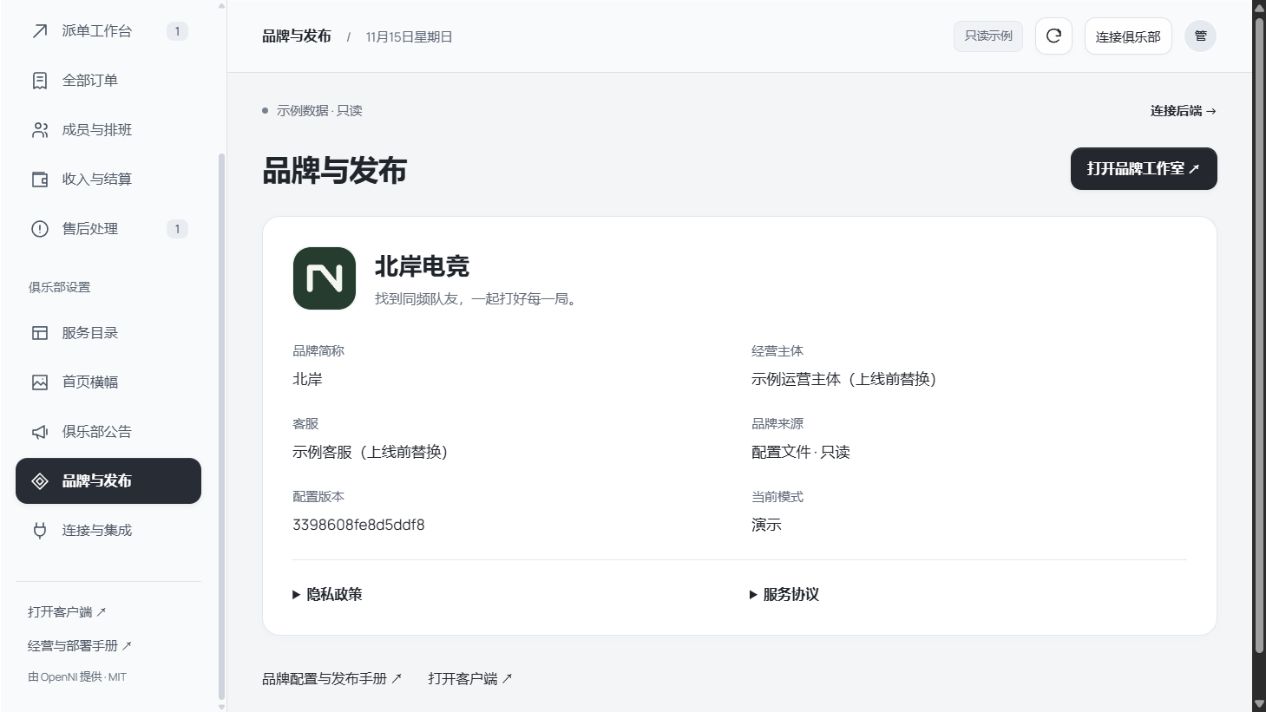 派单工作台 1
全部订单
成员与排班
收入与结算
售后处理 1
俱乐部设置
服务目录
首页横幅
俱乐部公告
品牌与发布
连接与集成
打开客户端 ↗
经营与部署手册 ↗
由 OpenNI 提供 · MIT
品牌与发布 / 11月15日星期日
只读示例
连接俱乐部
管
示例数据 · 只读
连接后端 →
品牌与发布
打开品牌工作室 ↗
北岸电竞
找到同频队友，一起打好每一局。
品牌简称
北岸
经营主体
示例运营主体（上线前替换）
客服
示例客服（上线前替换）
品牌来源
配置文件 · 只读
配置版本
3398608fe8d5ddf8
当前模式
演示
▶ 隐私政策
▶ 服务协议
品牌配置与发布手册 ↗ 打开客户端 ↗